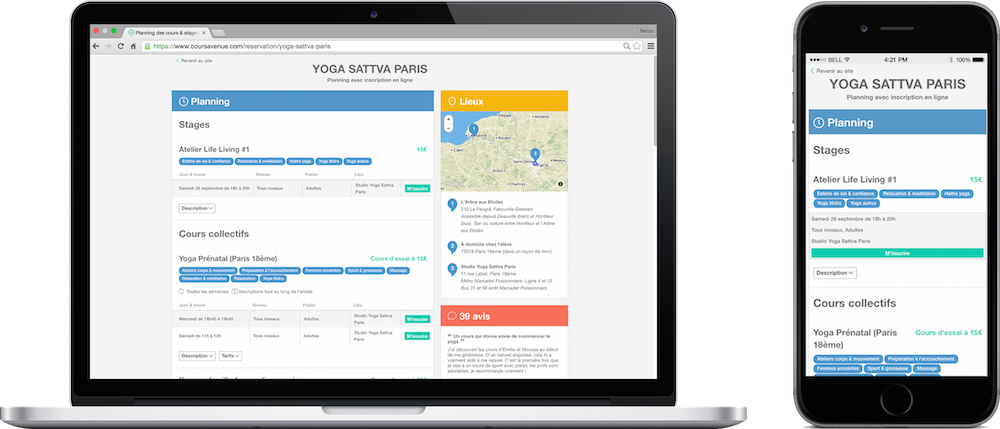 Planning des cours & stages
https://www.coursavenue.com/reservation/yoga-sattva-paris
Revenir au site
YOGA SATTVA PARIS
Planning avec inscription en ligne
Planning
Stages
Atelier Life Living #1 15€
Estime de soi & confiance Relaxation & méditation Hatha yoga Yoga Nidra Yoga autres
Jour & heure Niveau Public Lieu
Samedi 26 septembre de 18h à 20h Tous niveaux Adultes Studio Yoga Sattva
Paris
M'inscrire
Description
Cours collectifs
Yoga Prénatal (Paris 18ème) Cours d'essai à 15€
Ateliers corps & mouvement Préparation à l'accouchement Femmes enceintes Sport & grossesse Massage
Relaxation & méditation Respiration Yoga Nidra
Toutes les semaines Inscriptions tout au long de l'année
Jour & heure Niveau Public Lieu
Mercredi de 18h45 à 19h45 Tous niveaux Adultes Studio Yoga Sattva
Paris
M'inscrire
Samedi de 11h à 13h Tous niveaux Adultes Studio Yoga Sattva
Paris
M'inscrire
Description Tarifs
Lieux
Dieppe
Amiens
Rouen
Caen
Paris
Chartres
1
3
1 L'Arbre aux Etoiles
210 Le Feugré, Fatouville-Grestain
Acessible depuis Deauville (train) et Honfleur
(bus). Taxi ou voiture entre Honfleur et l'Arbre
aux Etoiles
2 À domicile chez l'élève
75018 Paris 18ème (dans un rayon de 6km)
3 Studio Yoga Sattva Paris
11 rue Labat, Paris 18ème
Métro Marcadet Poissonniers- Ligne 4 et 12
Bus 31 et 56 arrêt Marcadet Poissonniers
39 avis
Un cours qui donne envie de commencer le
yoga
J'ai découvert les cours d'Emilie et Moussa au début
de ma grossesse. D'un naturel angoissé, cela m'a
vraiment aidé à me relaxer. C'est la première fois que
je vais à un cours de sport avec plaisir, les profs sont
adorables, je recommande vivement !
BELL 4:21 PM 100%
Revenir au site
YOGA SATTVA PARIS
Planning avec inscription en ligne
Planning
Stages
Atelier Life Living #1 15€
Estime de soi & confiance Relaxation & méditation Hatha yoga
Yoga Nidra Yoga autres
Samedi 26 septembre de 18h à 20h
Tous niveaux, Adultes
Studio Yoga Sattva Paris
M'inscrire
Description
Cours collectifs
Yoga Prénatal (Paris Cours d'essai à 15€
18ème)
Ateliers corps & mouvement Préparation à l'accouchement
Femmes enceintes Sport & grossesse Massage